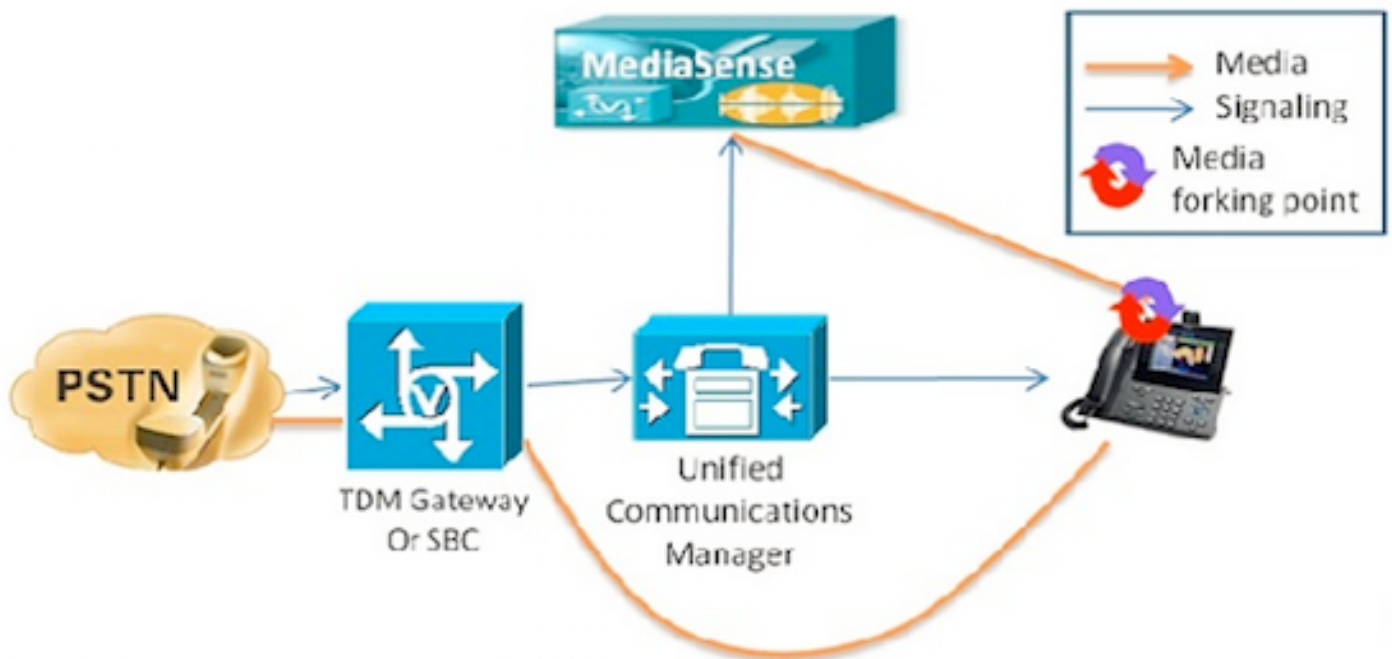 MediaSense
Media
Signaling
Media
forking point
PSTN
V
TDM Gateway
Or SBC
Unified
Communications
Manager